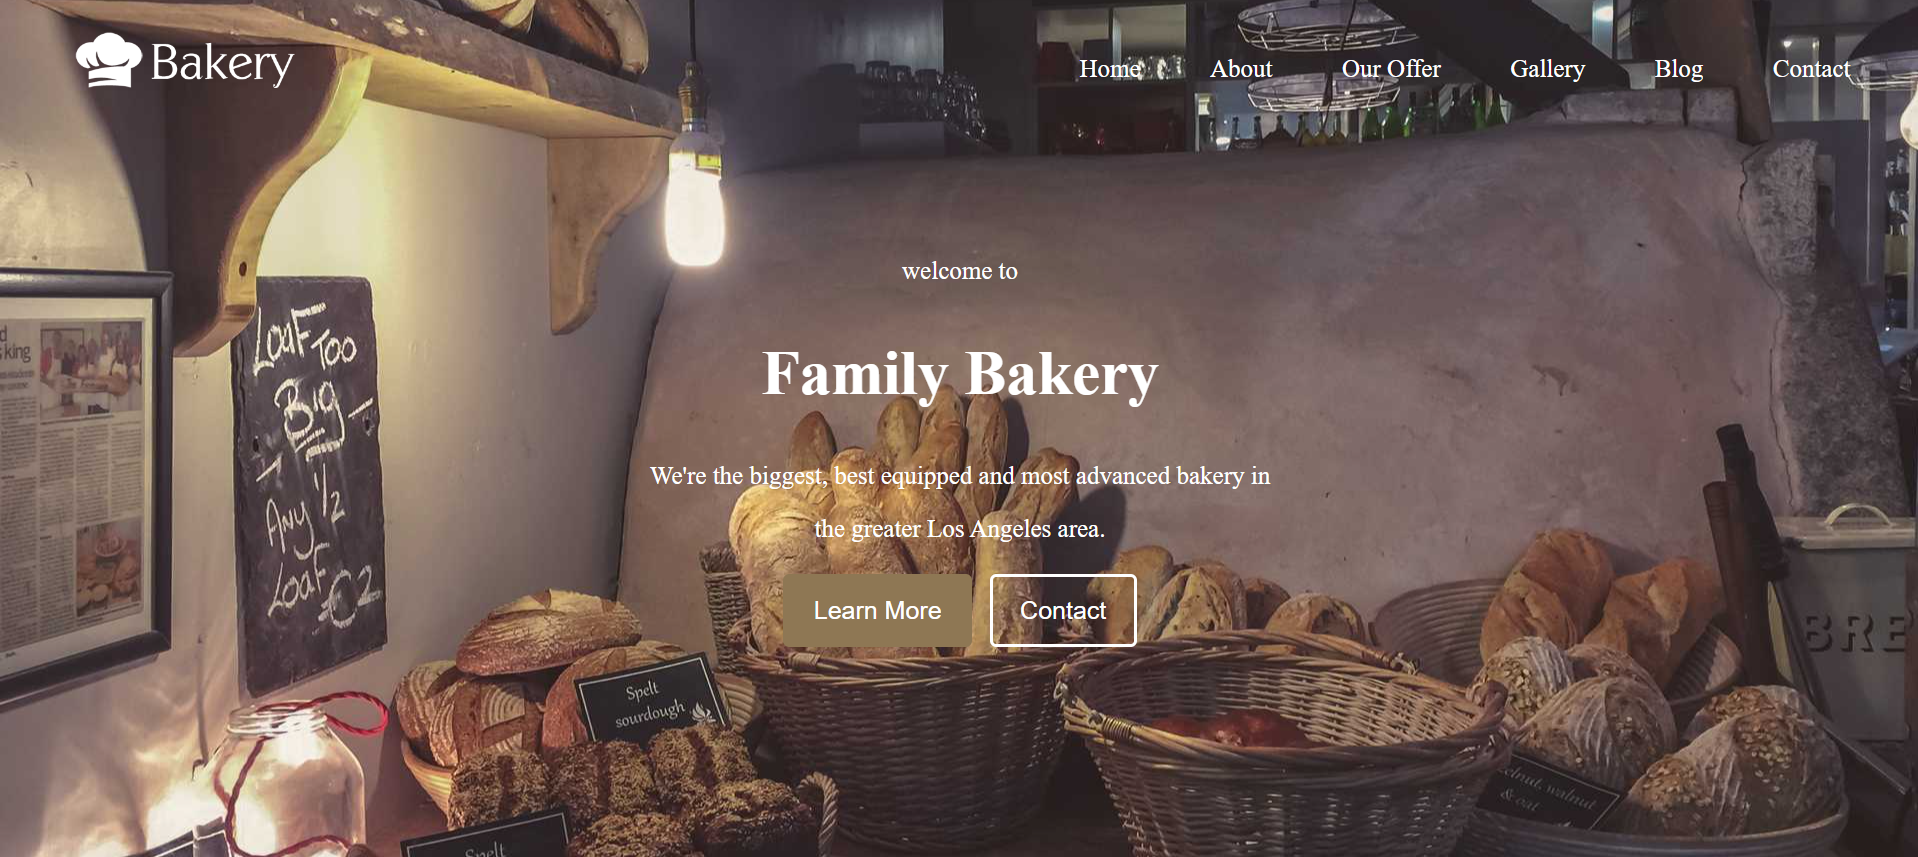 Bakery
Home About Our Offer Gallery Blog Contact
welcome to
Family Bakery
We're the biggest, best equipped and most advanced bakery in
the greater Los Angeles area.
Learn More Contact
king
Loaf Too
Big
Any 1/2
Loaf €2
Spelt
sourdough
walnut
& oat
Spelt
BRE